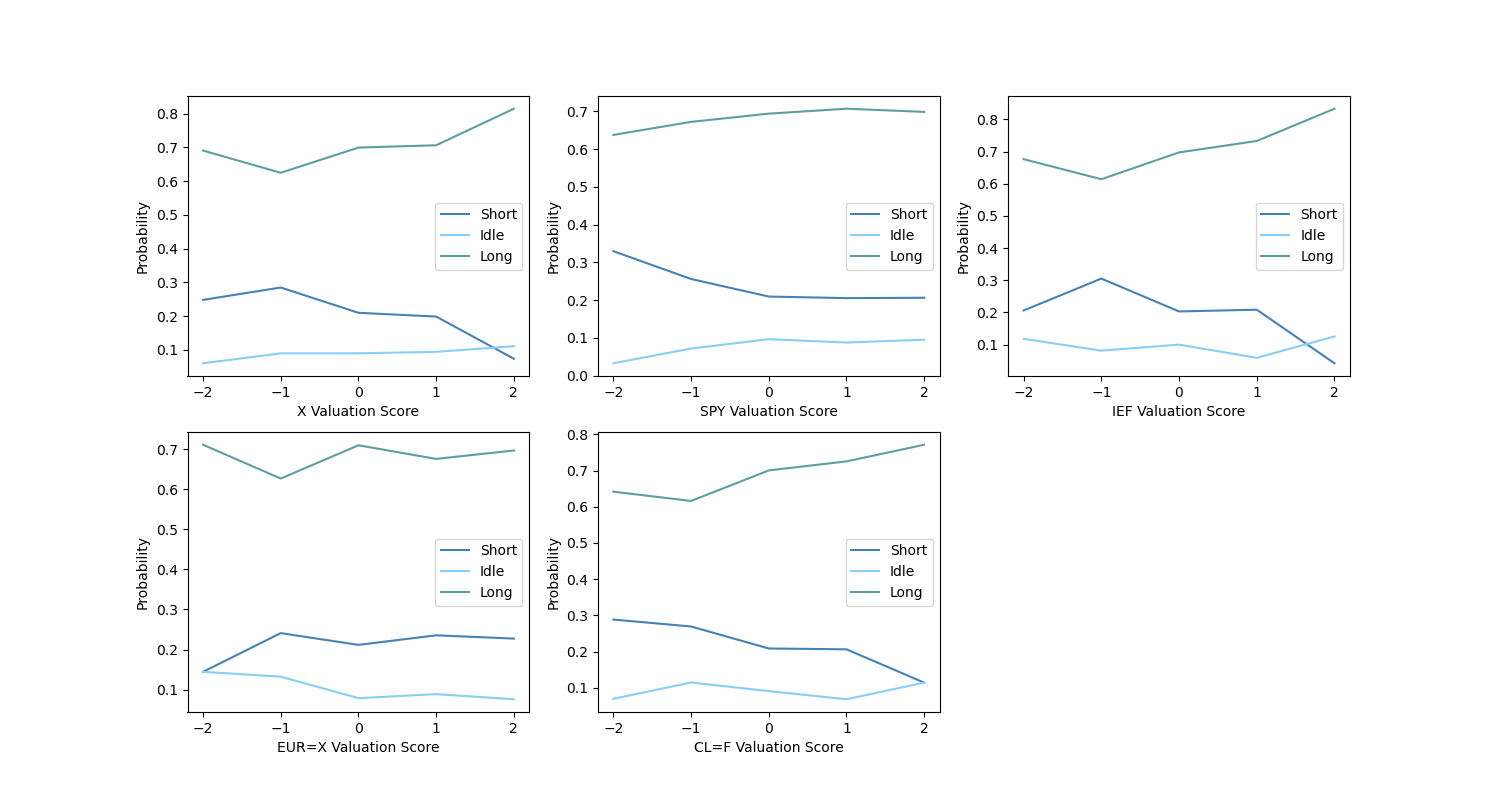 0.8
0.7
0.6
0.5
0.4
0.3
0.2
0.1
Probability
Short
Idle
Long
−2 −1 0 1 2
X Valuation Score
0.7
0.6
0.5
0.4
0.3
0.2
0.1
0.0
Probability
Short
Idle
Long
−2 −1 0 1 2
SPY Valuation Score
0.8
0.7
0.6
0.5
0.4
0.3
0.2
0.1
Probability
Short
Idle
Long
−2 −1 0 1 2
IEF Valuation Score
0.7
0.6
0.5
0.4
0.3
0.2
0.1
Probability
Short
Idle
Long
−2 −1 0 1 2
EUR=X Valuation Score
0.8
0.7
0.6
0.5
0.4
0.3
0.2
0.1
Probability
Short
Idle
Long
−2 −1 0 1 2
CL=F Valuation Score